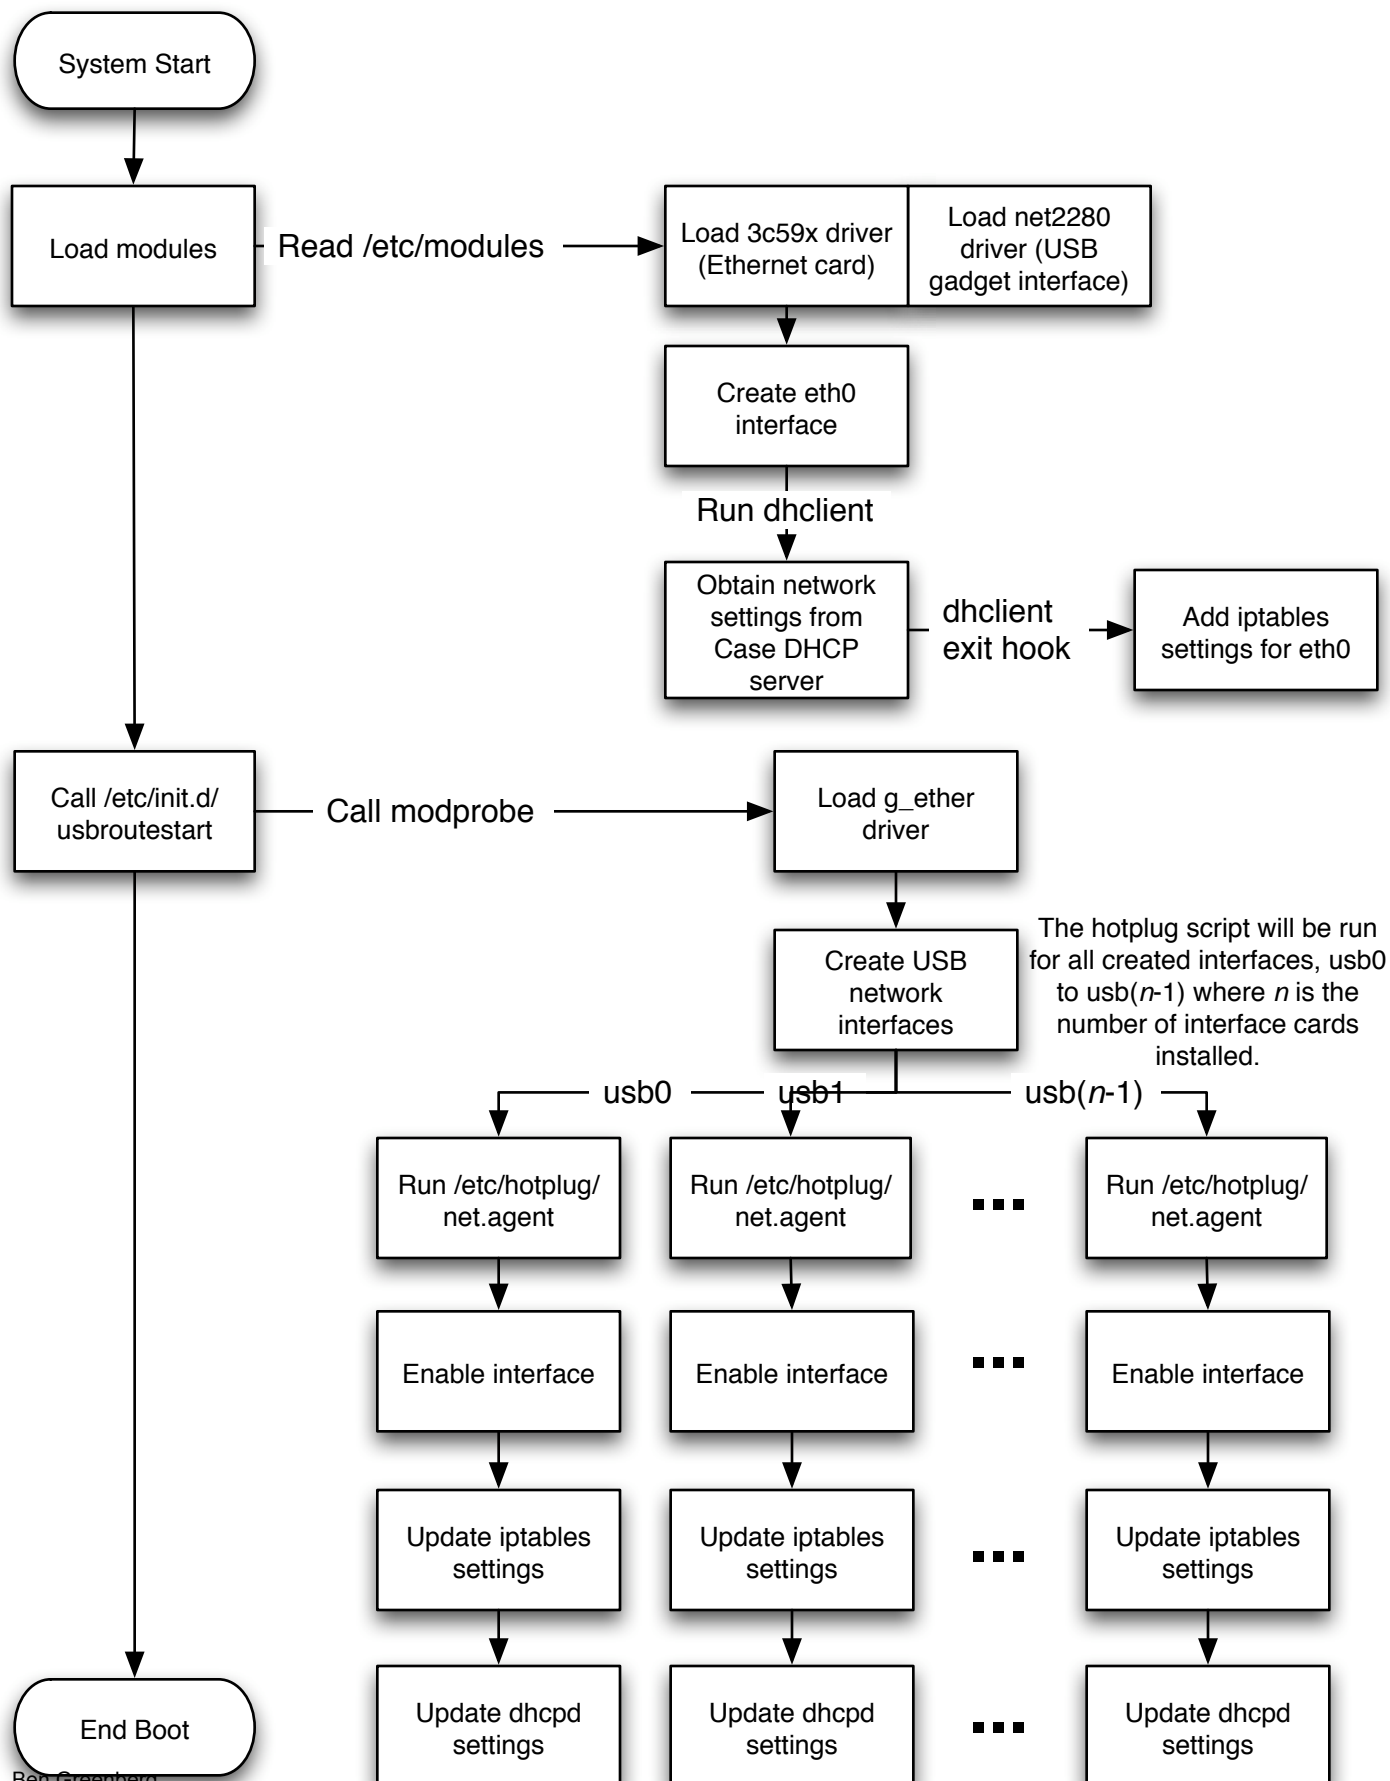 System Start
Load modules
Read /etc/modules
Load 3c59x driver
(Ethernet card)
Load net2280
driver (USB
gadget interface)
Create eth0
interface
Run dhclient
Obtain network
settings from
Case DHCP
server
dhclient
exit hook
Add iptables
settings for eth0
Call /etc/init.d/
usbroutestart
Call modprobe
Load g_ether
driver
Create USB
network
interfaces
The hotplug script will be run
for all created interfaces, usb0
to usb(n-1) where n is the
number of interface cards
installed.
usb0
usb1
usb(n-1)
Run /etc/hotplug/
net.agent
Run /etc/hotplug/
net.agent
Run /etc/hotplug/
net.agent
Enable interface
Enable interface
Enable interface
Update iptables
settings
Update iptables
settings
Update iptables
settings
End Boot
Update dhcpd
settings
Update dhcpd
settings
Update dhcpd
settings
Ben Greenberg